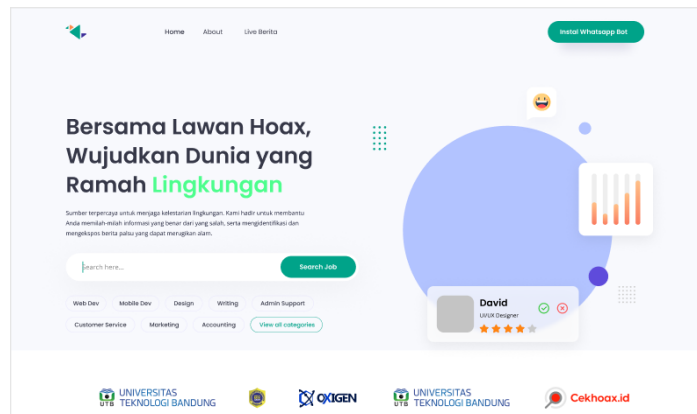 Home About Live Berita
Instal Whatsapp Bot
Bersama Lawan Hoax,
Wujudkan Dunia yang
Ramah Lingkungan
Sumber terpercaya untuk menjaga kelestarian lingkungan. Kami hadir untuk membantu
Anda memilah-milah informasi yang benar dari yang salah, serta mengidentifikasi dan
mengekspos berita palsu yang dapat merugikan alam.
Search here...
Search Job
Web Dev Mobile Dev Design Writing Admin Support
Customer Service Marketing Accounting View all categories
David
UI/UX Designer
UTB
UNIVERSITAS
TEKNOLOGI BANDUNG
OXIGEN
UTB
UNIVERSITAS
TEKNOLOGI BANDUNG
Cekhoax.id